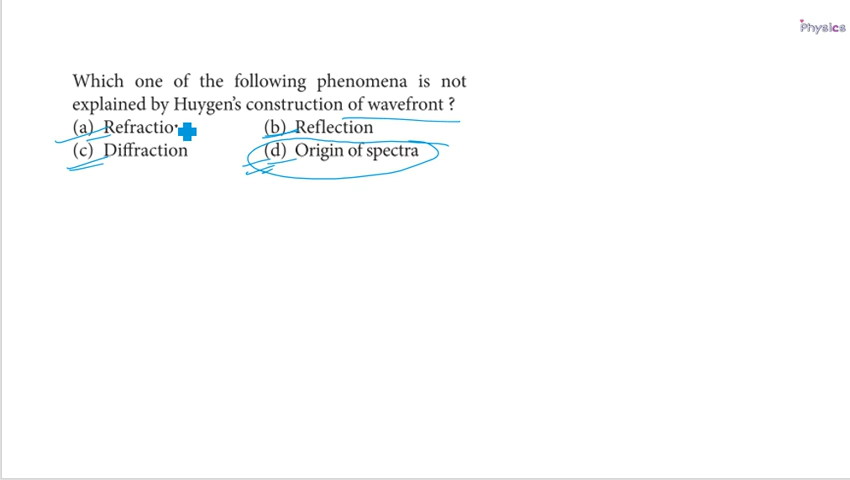 Physics
Which one of the following phenomena is not
explained by Huygen's construction of wavefront ?
(a) Refractio
(b) Reflection
(c) Diffraction
(d) Origin of spectra